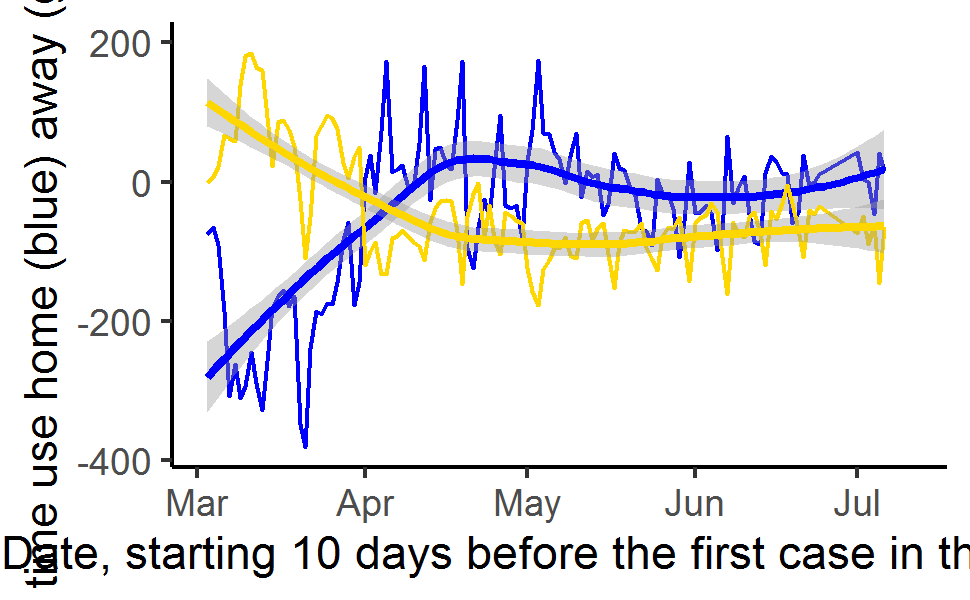 time use home (blue) away (
200
0
-200
-400
Mar Apr May Jun Jul
Date, starting 10 days before the first case in th